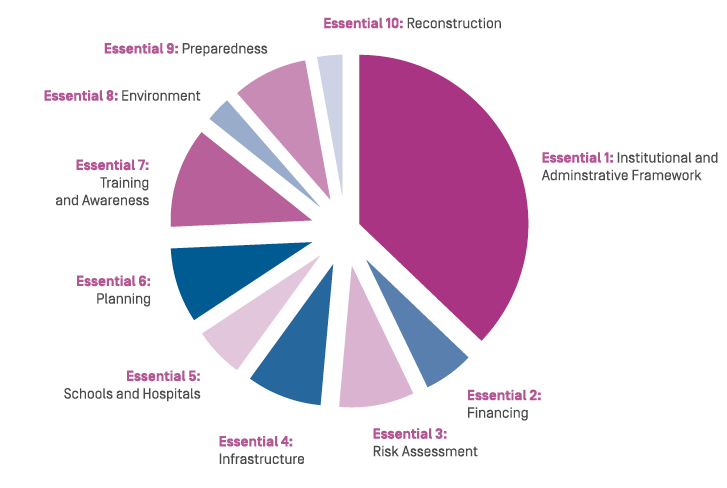 Essential 10: Reconstruction
Essential 9: Preparedness
Essential 8: Environment
Essential 1: Institutional and
Adminstrative Framework
Essential 7:
Training
and Awareness
Essential 6:
Planning
Essential 5:
Schools and Hospitals
Essential 2:
Financing
Essential 3:
Risk Assessment
Essential 4:
Infrastructure